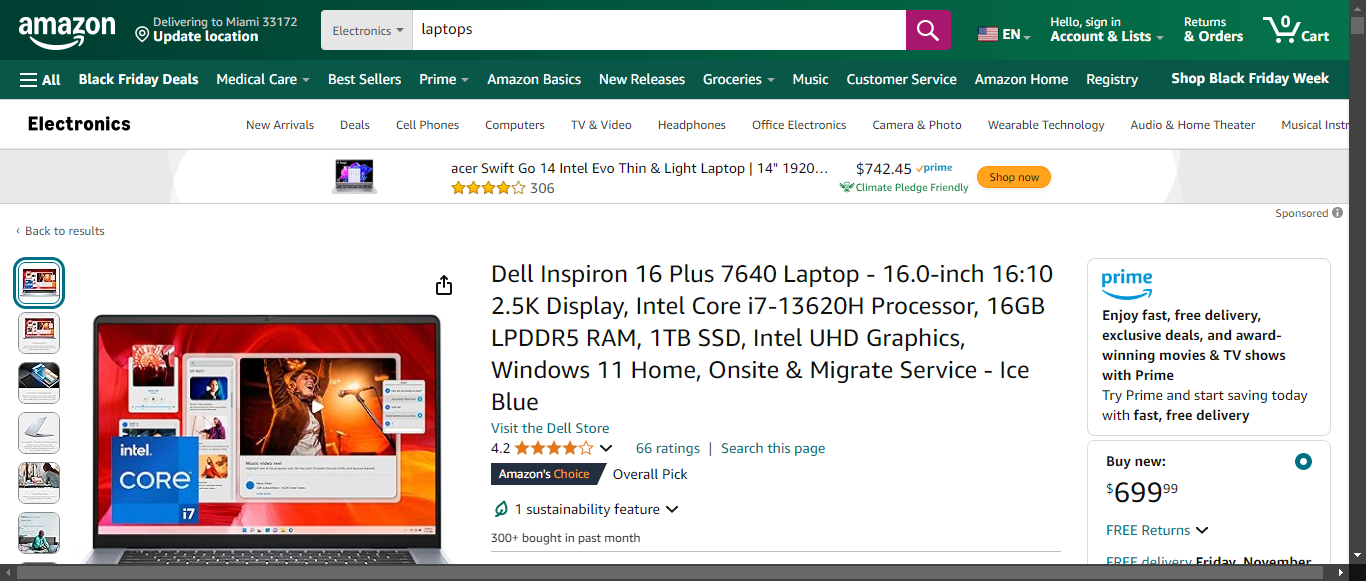 amazon
Delivering to Miami 33172
Update location
Electronics
laptops
EN
Hello, sign in
Account & Lists
Returns
& Orders
0
Cart
All
Black Friday Deals
Medical Care
Best Sellers
Prime
Amazon Basics
New Releases
Groceries
Music
Customer Service
Amazon Home
Registry
Shop Black Friday Week
Electronics
New Arrivals
Deals
Cell Phones
Computers
TV & Video
Headphones
Office Electronics
Camera & Photo
Wearable Technology
Audio & Home Theater
Musical Instr
acer Swift Go 14 Intel Evo Thin & Light Laptop | 14" 1920...
306
$742.45 prime
Climate Pledge Friendly
Shop now
Sponsored
‹ Back to results
Dell Inspiron 16 Plus 7640 Laptop - 16.0-inch 16:10
2.5K Display, Intel Core i7-13620H Processor, 16GB
LPDDR5 RAM, 1TB SSD, Intel UHD Graphics,
Windows 11 Home, Onsite & Migrate Service - Ice
Blue
Visit the Dell Store
4.2
66 ratings | Search this page
Amazon's Choice
Overall Pick
1 sustainability feature
300+ bought in past month
intel.
CORE
i7
prime
Enjoy fast, free delivery,
exclusive deals, and award-
winning movies & TV shows
with Prime
Try Prime and start saving today
with fast, free delivery
Buy new:
$699.99
FREE Returns
FREE delivery Friday, November